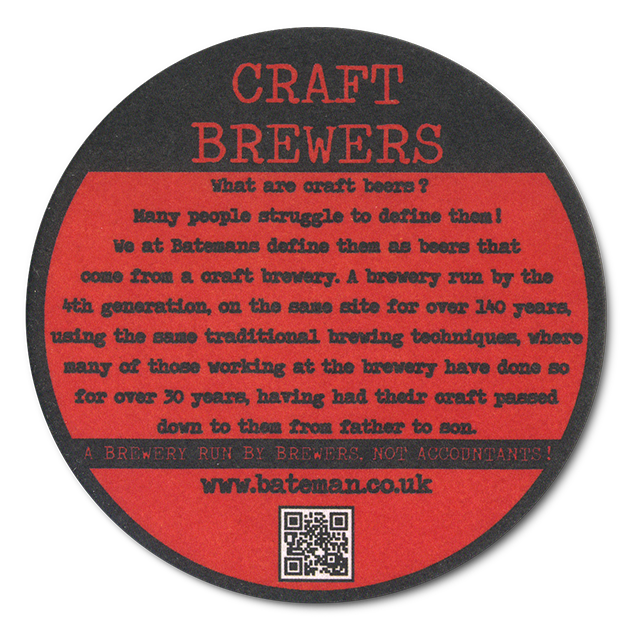 CRAFT
BREWERS
What are craft beers?
Many people struggle to define them!
We at Batemans define them as beers that
come from a craft brewery. A brewery run by the
4th generation, on the same site for over 140 years,
using the same traditional brewing techniques, where
many of those working at the brewery have done so
for over 30 years, having had their craft passed
down to them from father to son.
A BREWERY RUN BY BREWERS, NOT ACCOUNTANTS!
www.bateman.co.uk